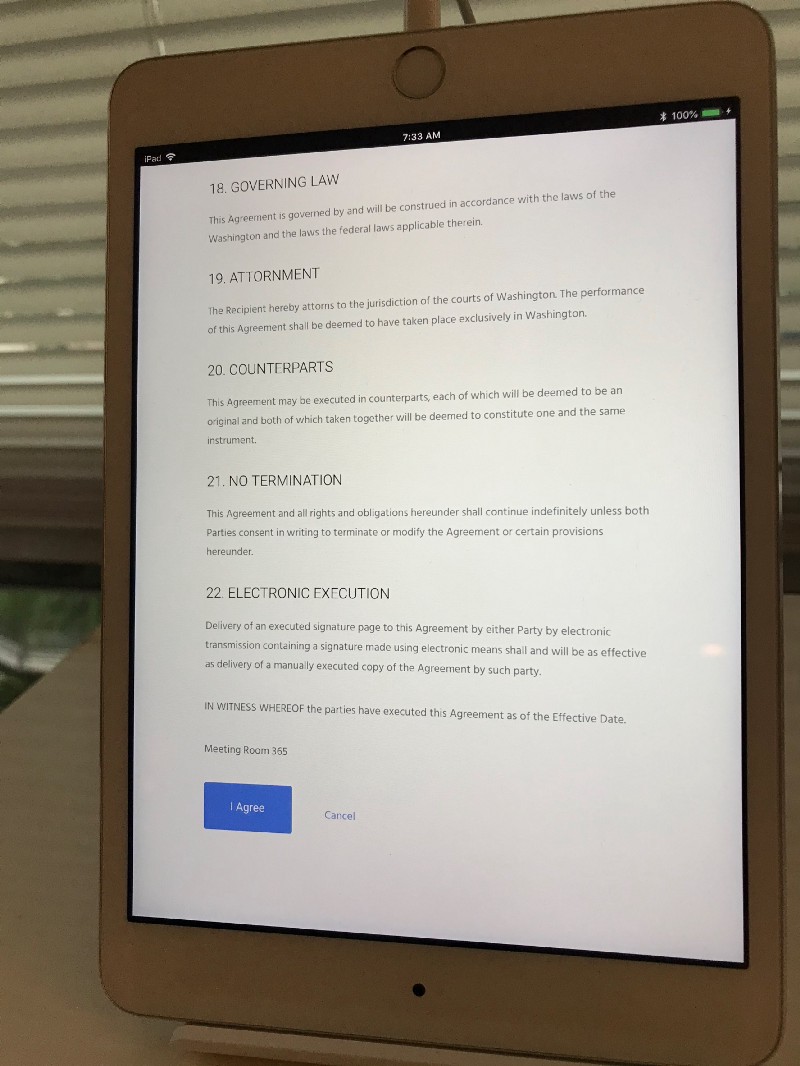 iPad
7:33 AM
100%
18. GOVERNING LAW
This Agreement is governed by and will be construed in accordance with the laws of the
Washington and the laws the federal laws applicable therein.
19. ATTORNMENT
The Recipient hereby attorns to the jurisdiction of the courts of Washington. The performance
of this Agreement shall be deemed to have taken place exclusively in Washington.
20. COUNTERPARTS
This Agreement may be executed in counterparts, each of which will be deemed to be an
original and both of which taken together will be deemed to constitute one and the same
instrument.
21. NO TERMINATION
This Agreement and all rights and obligations hereunder shall continue indefinitely unless both
Parties consent in writing to terminate or modify the Agreement or certain provisions
hereunder.
22. ELECTRONIC EXECUTION
Delivery of an executed signature page to this Agreement by either Party by electronic
transmission containing a signature made using electronic means shall and will be as effective
as delivery of a manually executed copy of the Agreement by such party.
IN WITNESS WHEREOF the parties have executed this Agreement as of the Effective Date.
Meeting Room 365
I Agree
Cancel